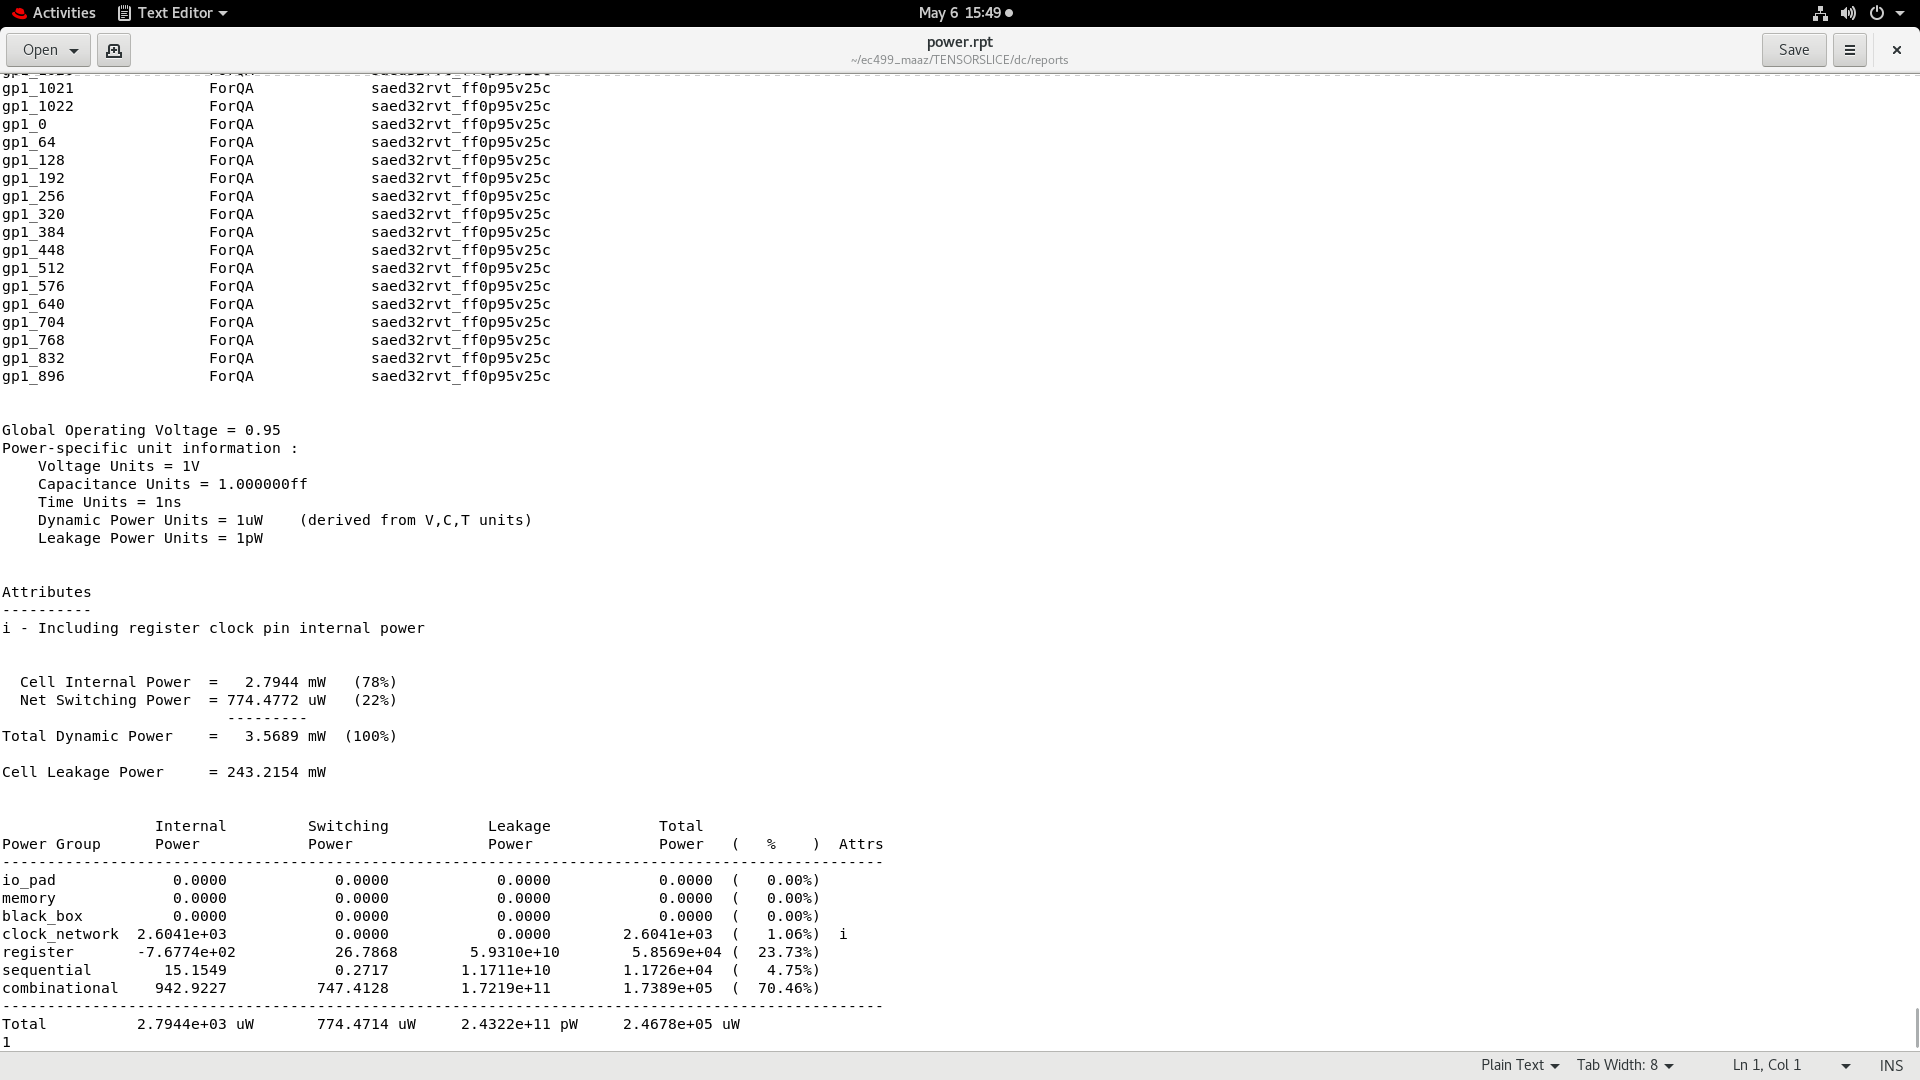 Activities Text Editor May 6 15:49
Open power.rpt Save
~/ec499_maaz/TENSORSLICE/dc/reports
gp1_1021 ForQA saed32rvt_ff0p95v25c
gp1_1022 ForQA saed32rvt_ff0p95v25c
gp1_0 ForQA saed32rvt_ff0p95v25c
gp1_64 ForQA saed32rvt_ff0p95v25c
gp1_128 ForQA saed32rvt_ff0p95v25c
gp1_192 ForQA saed32rvt_ff0p95v25c
gp1_256 ForQA saed32rvt_ff0p95v25c
gp1_320 ForQA saed32rvt_ff0p95v25c
gp1_384 ForQA saed32rvt_ff0p95v25c
gp1_448 ForQA saed32rvt_ff0p95v25c
gp1_512 ForQA saed32rvt_ff0p95v25c
gp1_576 ForQA saed32rvt_ff0p95v25c
gp1_640 ForQA saed32rvt_ff0p95v25c
gp1_704 ForQA saed32rvt_ff0p95v25c
gp1_768 ForQA saed32rvt_ff0p95v25c
gp1_832 ForQA saed32rvt_ff0p95v25c
gp1_896 ForQA saed32rvt_ff0p95v25c
Global Operating Voltage = 0.95
Power-specific unit information :
Voltage Units = 1V
Capacitance Units = 1.000000ff
Time Units = 1ns
Dynamic Power Units = 1uW (derived from V,C,T units)
Leakage Power Units = 1pW
Attributes
----------
i - Including register clock pin internal power
Cell Internal Power = 2.7944 mW (78%)
Net Switching Power = 774.4772 uW (22%)
---------
Total Dynamic Power = 3.5689 mW (100%)
Cell Leakage Power = 243.2154 mW
Internal Switching Leakage Total
Power Group Power Power Power Power ( % ) Attrs
--------------------------------------------------------------------------------------------------
io_pad 0.0000 0.0000 0.0000 0.0000 ( 0.00%)
memory 0.0000 0.0000 0.0000 0.0000 ( 0.00%)
black_box 0.0000 0.0000 0.0000 0.0000 ( 0.00%)
clock_network 2.6041e+03 0.0000 0.0000 2.6041e+03 ( 1.06%) i
register -7.6774e+02 26.7868 5.9310e+10 5.8569e+04 ( 23.73%)
sequential 15.1549 0.2717 1.1711e+10 1.1726e+04 ( 4.75%)
combinational 942.9227 747.4128 1.7219e+11 1.7389e+05 ( 70.46%)
--------------------------------------------------------------------------------------------------
Total 2.7944e+03 uW 774.4714 uW 2.4322e+11 pW 2.4678e+05 uW
1
Plain Text Tab Width: 8 Ln 1, Col 1 INS